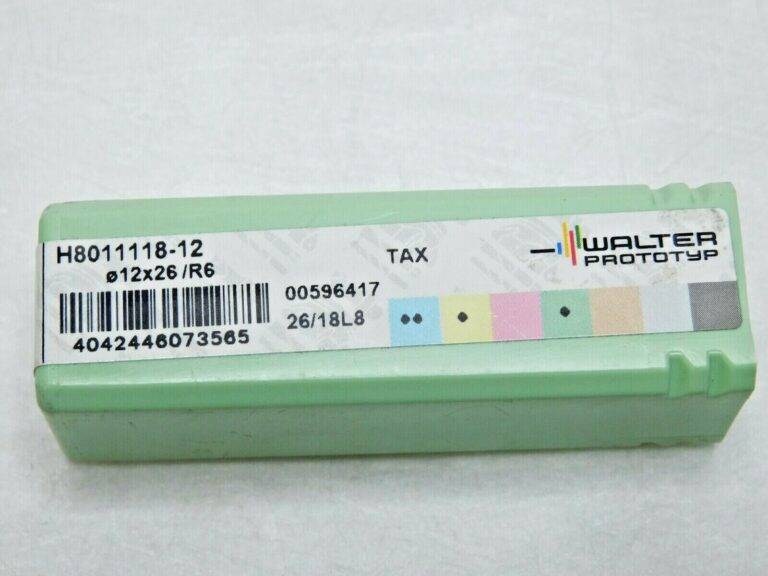 H8011118-12
ø12x26 /R6
4042446073565
TAX
00596417
26/18L8
WALTER
PROTOTYP